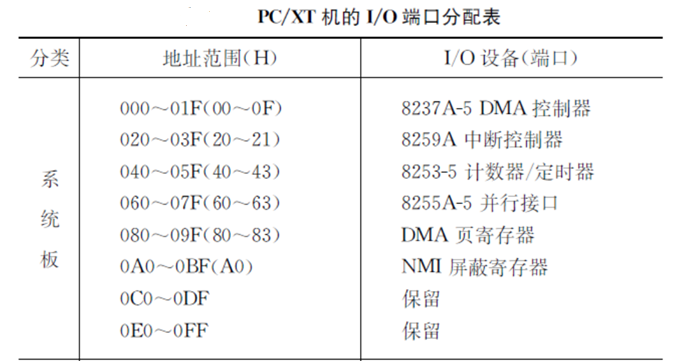 PC/XT 机的 I/O 端口分配表
分类 地址范围(H) I/O 设备(端口)
系统板
000～01F(00～0F) 8237A-5 DMA 控制器
020～03F(20～21) 8259A 中断控制器
040～05F(40～43) 8253-5 计数器/定时器
060～07F(60～63) 8255A-5 并行接口
080～09F(80～83) DMA 页寄存器
0A0～0BF(A0) NMI 屏蔽寄存器
0C0～0DF 保留
0E0～0FF 保留